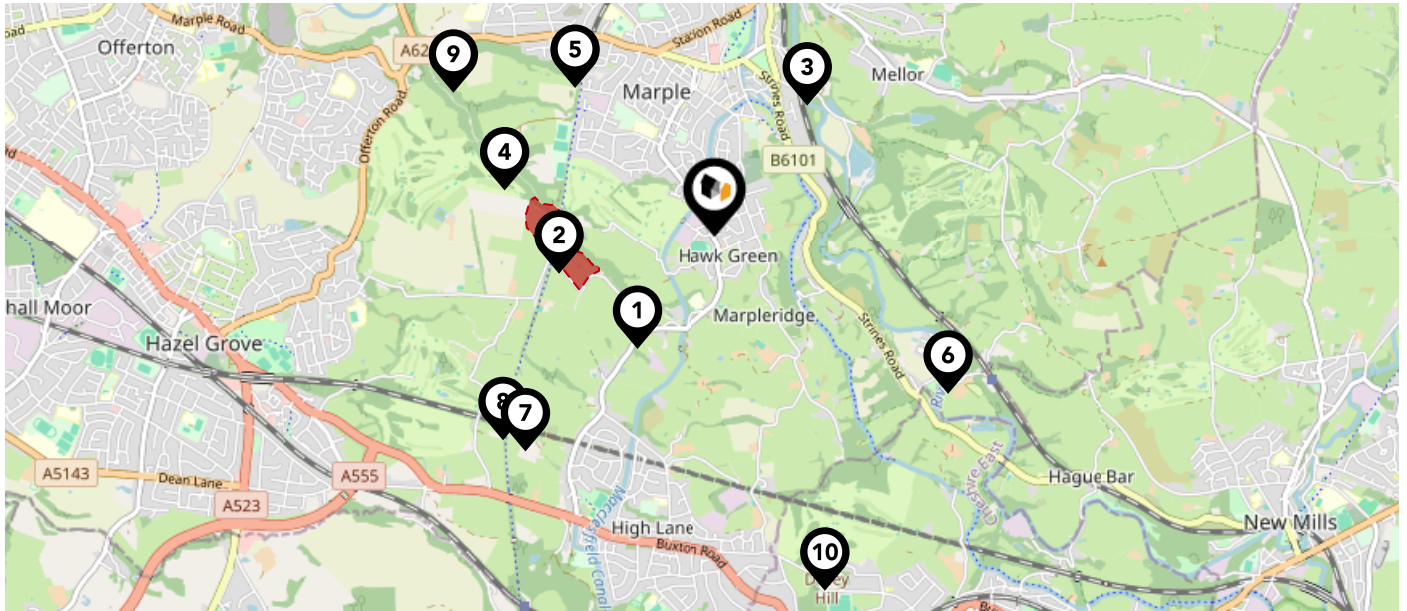 Marple Road
Station Road
Offerton
A62
9
5
3
Mellor
Marple
Strines Road
Offerton Road
4
B6101
2
Hawk Green
1
Marpleridge
hall Moor
Hazel Grove
Strines Road
6
8
7
A5143
Dean Lane
A555
A523
Cheshire East
Hague Bar
Macclesfield Canal
High Lane
New Mills
Buxton Road
10
Hill